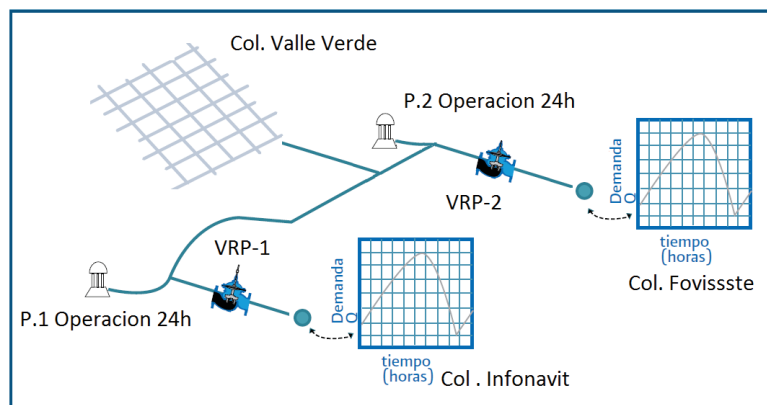 Col. Valle Verde
P.2 Operacion 24h
Demanda
Q
VRP-2
tiempo
(horas)
Col. Fovissste
VRP-1
P.1 Operacion 24h
Demanda
Q
tiempo
(horas)
Col . Infonavit